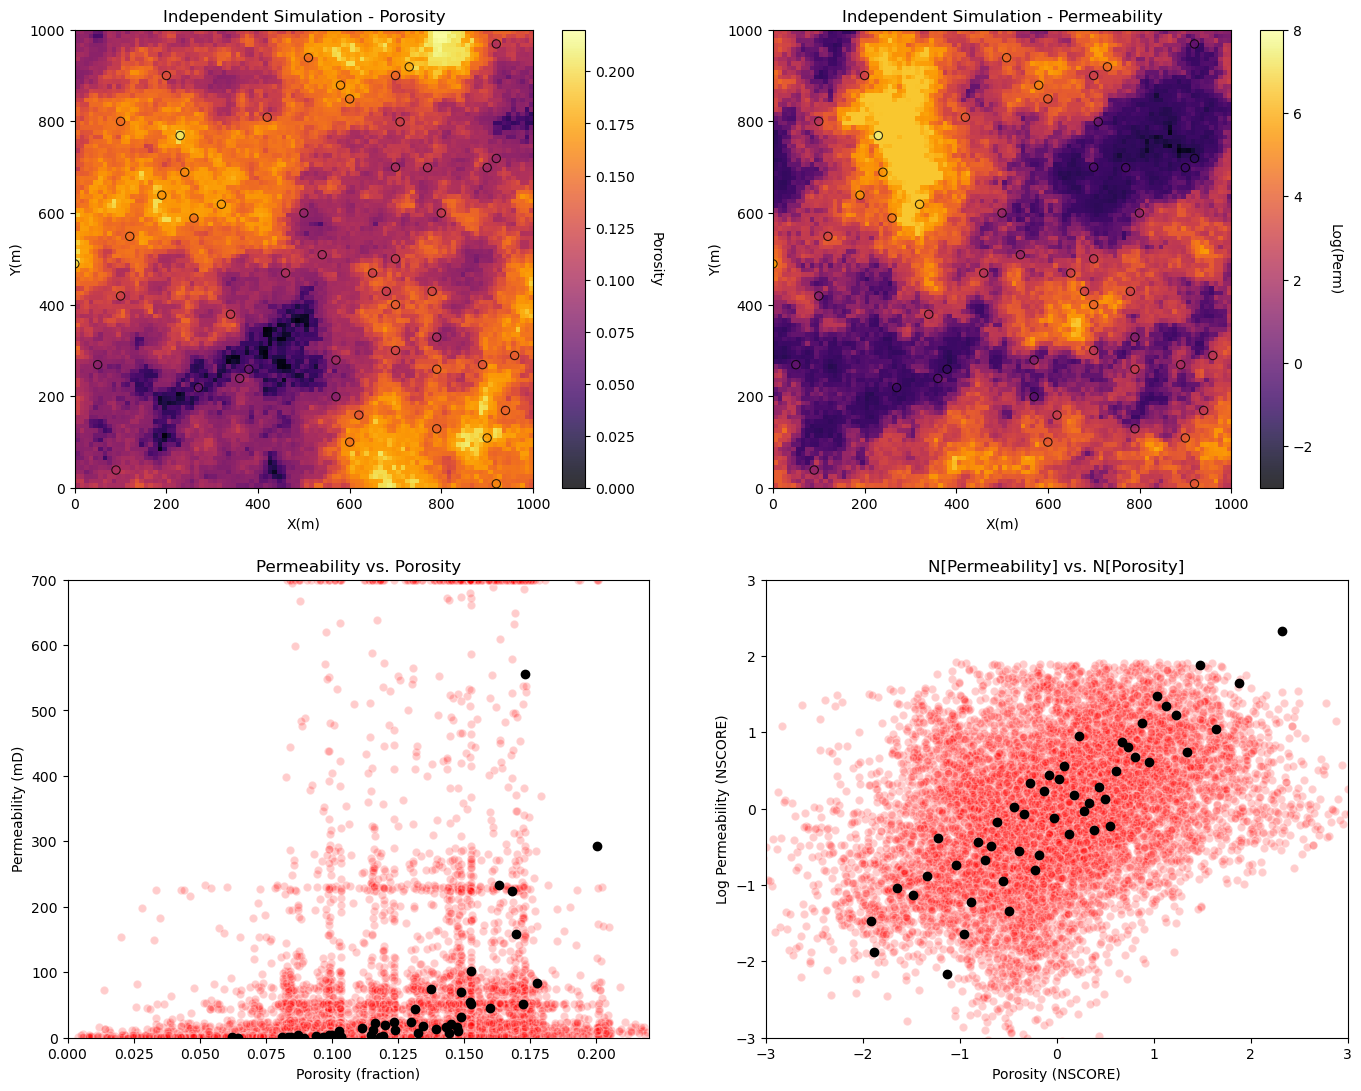 Independent Simulation - Porosity
1000
800
600
400
200
0
Y(m)
0 200 400 600 800 1000
X(m)
0.200
0.175
0.150
0.125
0.100
0.075
0.050
0.025
0.000
Porosity
Independent Simulation - Permeability
1000
800
600
400
200
0
Y(m)
0 200 400 600 800 1000
X(m)
8
6
4
2
0
−2
Log(Perm)
Permeability vs. Porosity
700
600
500
400
300
200
100
0
Permeability (mD)
0.000 0.025 0.050 0.075 0.100 0.125 0.150 0.175 0.200
Porosity (fraction)
N[Permeability] vs. N[Porosity]
3
2
1
0
−1
−2
−3
Log Permeability (NSCORE)
−3 −2 −1 0 1 2 3
Porosity (NSCORE)